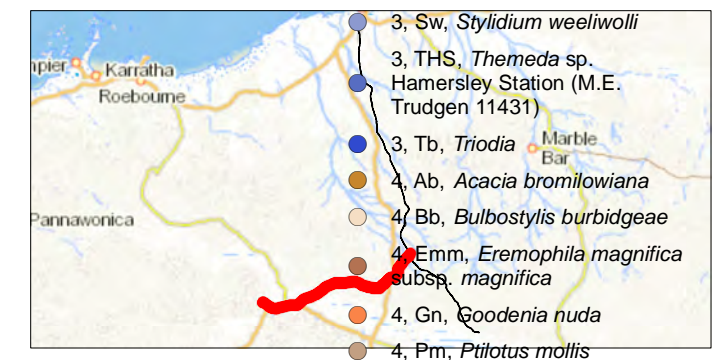 3, Sw, Stylidium weeliwolli
3, THS, Themeda sp.
Hamersley Station (M.E.
Trudgen 11431)
3, Tb, Triodia
4, Ab, Acacia bromilowiana
4, Bb, Bulbostylis burbidgeae
4, Emm, Eremophila magnifica
subsp. magnifica
4, Gn, Goodenia nuda
4, Pm, Ptilotus mollis
npier
Karratha
Roebourne
Marble
Bar
Pannawonica